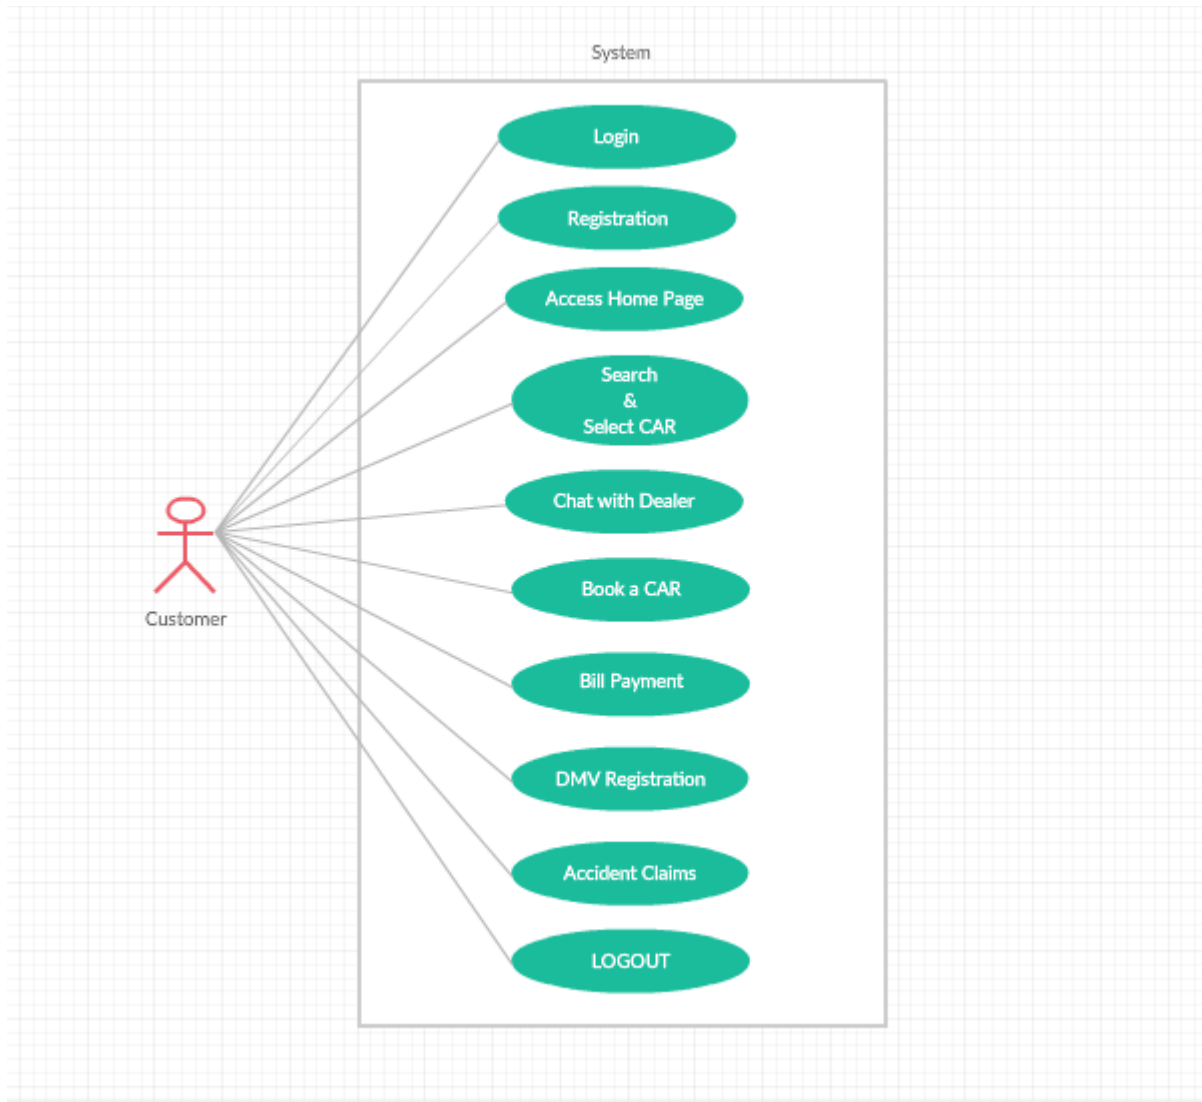 System
Login
Registration
Access Home Page
Search
&
Select CAR
Chat with Dealer
Book a CAR
Customer
Bill Payment
DMV Registration
Accident Claims
LOGOUT